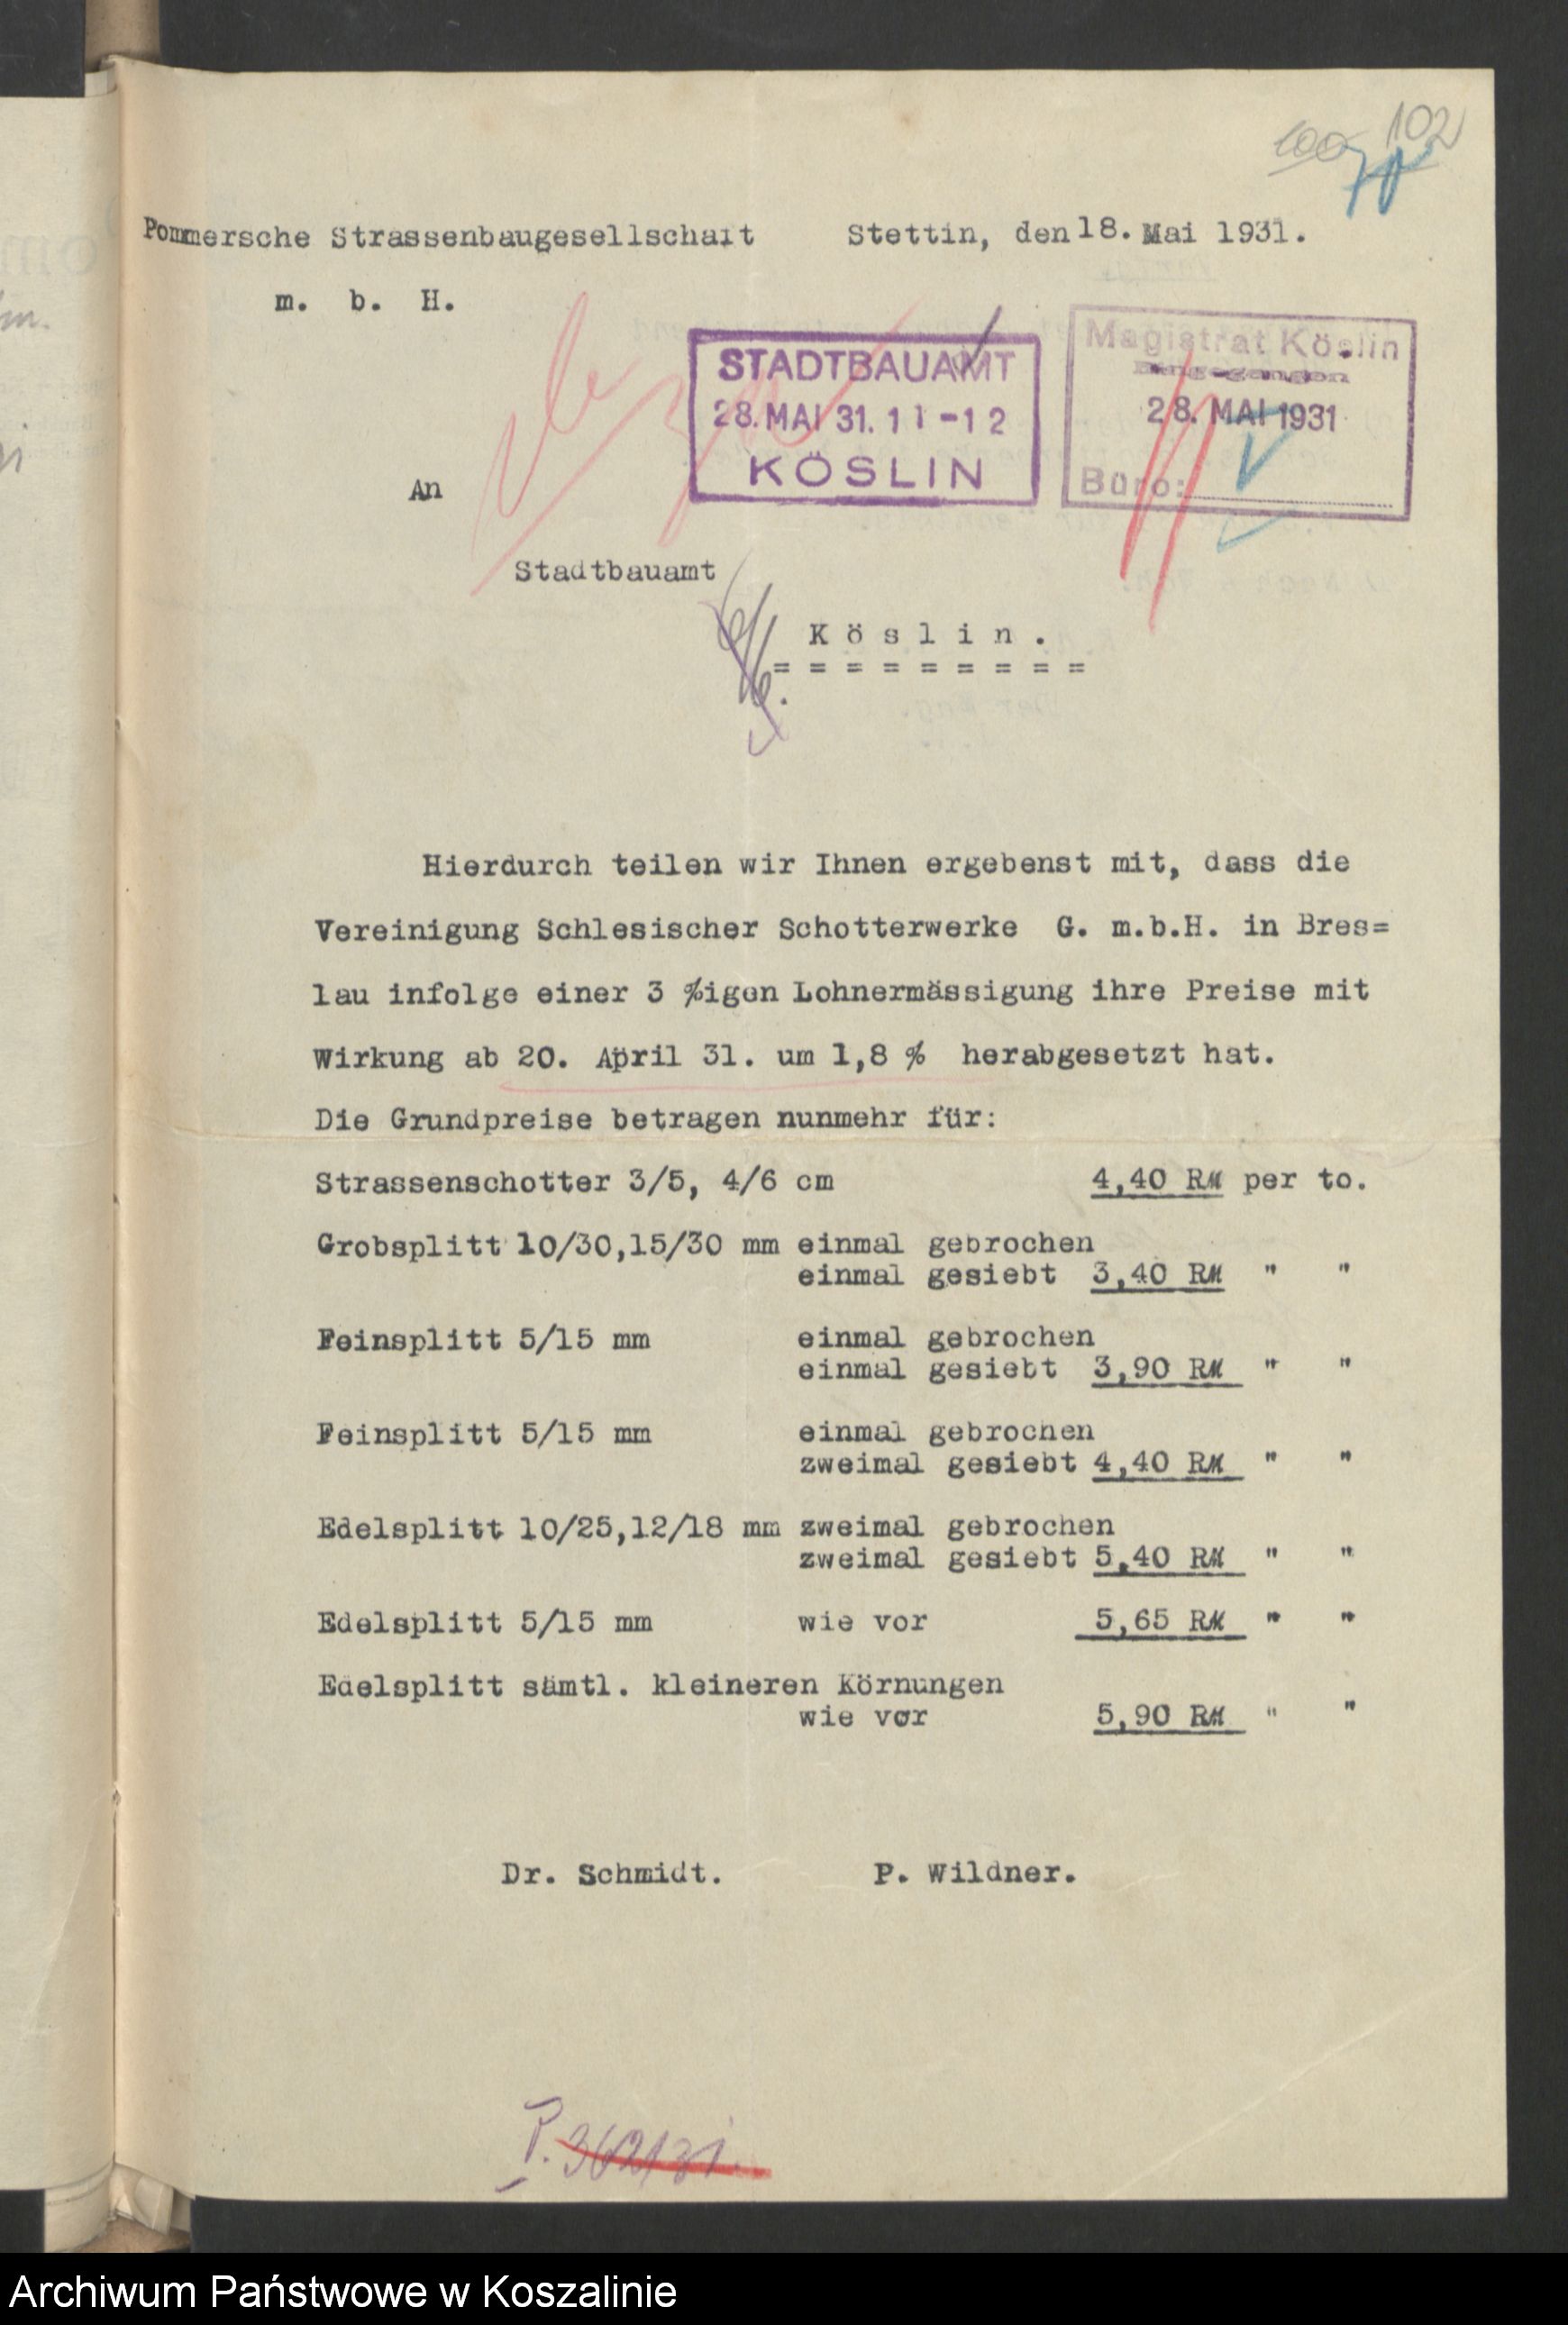 100 102
Pommersche Strassenbaugesellschaft Stettin, den 18. Mai 1931.
m. b. H.
STADTBAUAMT
28. MAI 31. 11-12
KÖSLIN
Magistrat Köslin
Eingegangen
28. MAI 1931
Büro:
An
Stadtbauamt
Köslin.
= = = = = = = = =
Hierdurch teilen wir Ihnen ergebenst mit, dass die
Vereinigung Schlesischer Schotterwerke G. m.b.H. in Bres=
lau infolge einer 3 %igen Lohnermässigung ihre Preise mit
Wirkung ab 20. April 31. um 1,8 % herabgesetzt hat.
Die Grundpreise betragen nunmehr für:
Strassenschotter 3/5, 4/6 cm 4,40 RM per to.
Grobsplitt 10/30,15/30 mm einmal gebrochen
einmal gesiebt 3,40 RM " "
Feinsplitt 5/15 mm einmal gebrochen
einmal gesiebt 3,90 RM " "
Feinsplitt 5/15 mm einmal gebrochen
zweimal gesiebt 4,40 RM " "
Edelsplitt 10/25,12/18 mm zweimal gebrochen
zweimal gesiebt 5,40 RM " "
Edelsplitt 5/15 mm wie vor 5,65 RM " "
Edelsplitt sämtl. kleineren Körnungen
wie vor 5,90 RM " "
Dr. Schmidt. P. Wildner.
P. 362/31.
Archiwum Państwowe w Koszalinie